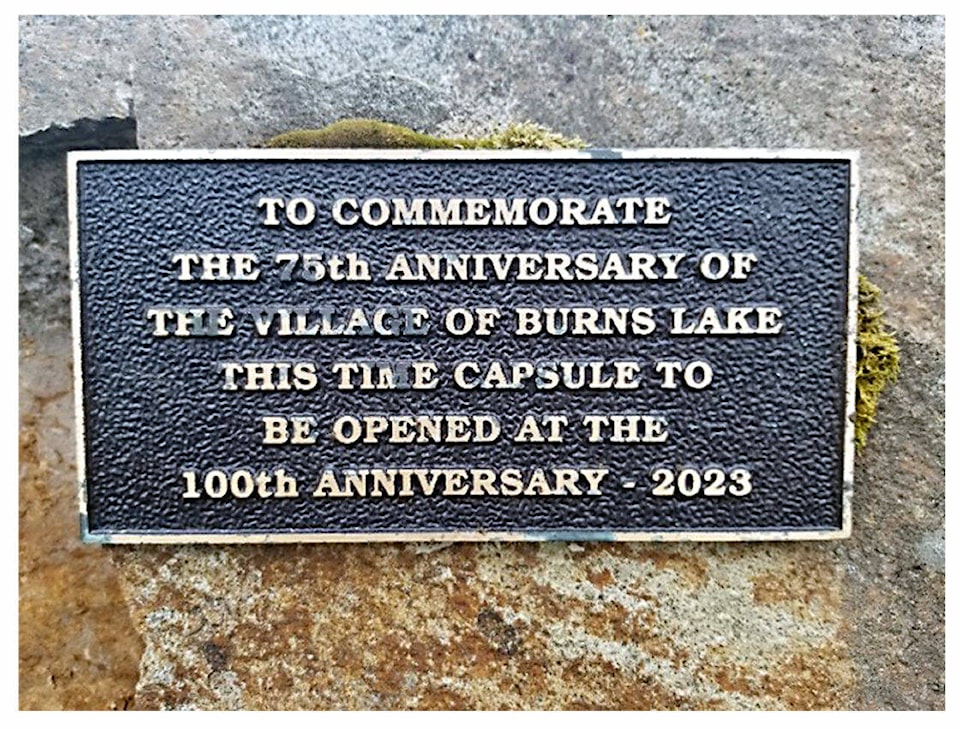 TO COMMEMORATE
THE 75th ANNIVERSARY OF
THE VILLAGE OF BURNS LAKE
THIS TIME CAPSULE TO
BE OPENED AT THE
100th ANNIVERSARY - 2023